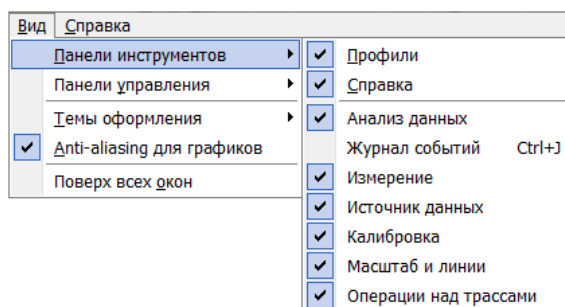 Вид Справка
Панели инструментов
Панели управления
Темы оформления
Anti-aliasing для графиков
Поверх всех окон
Профили
Справка
Анализ данных
Журнал событий Ctrl+J
Измерение
Источник данных
Калибровка
Масштаб и линии
Операции над трассами